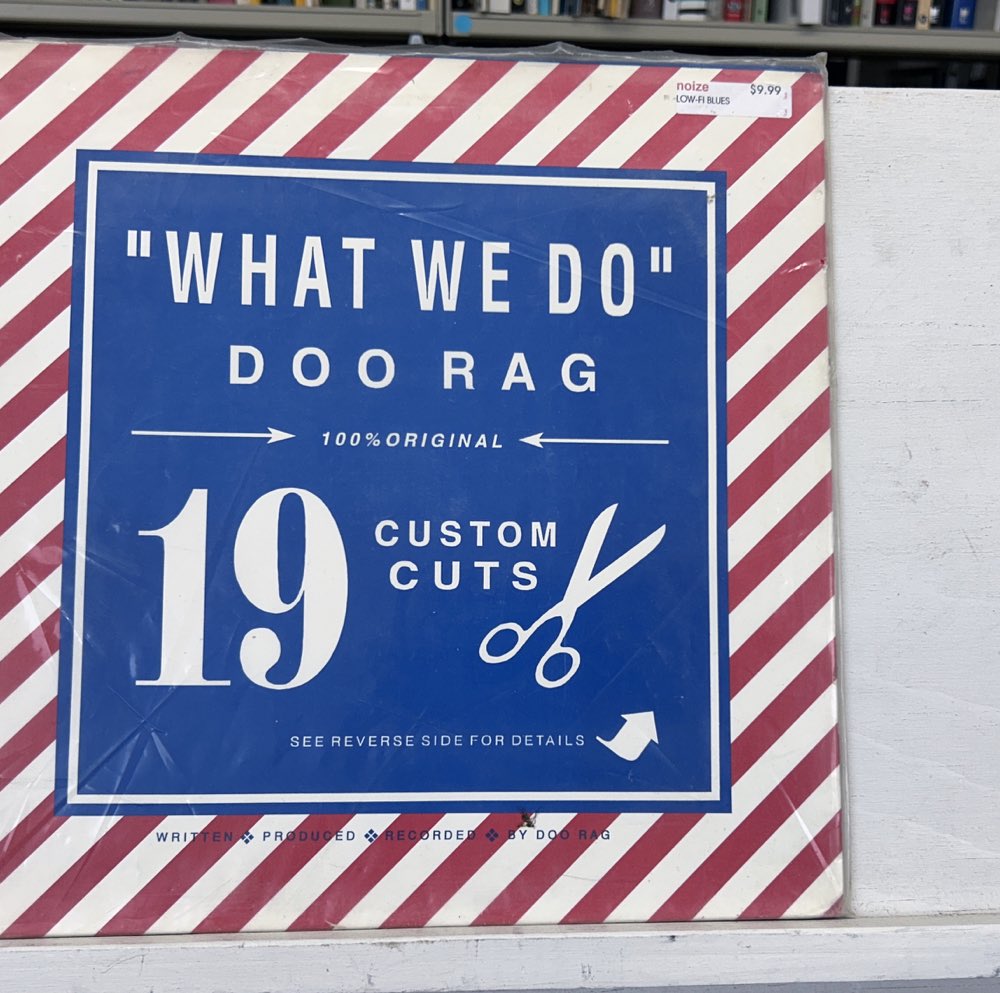 noize $9.99
-LOW-FI BLUES
"WHAT WE DO"
DOO RAG
100% ORIGINAL
19 CUSTOM
CUTS
SEE REVERSE SIDE FOR DETAILS
WRITTEN ❖ PRODUCED ❖ RECORDED ❖ BY DOO RAG